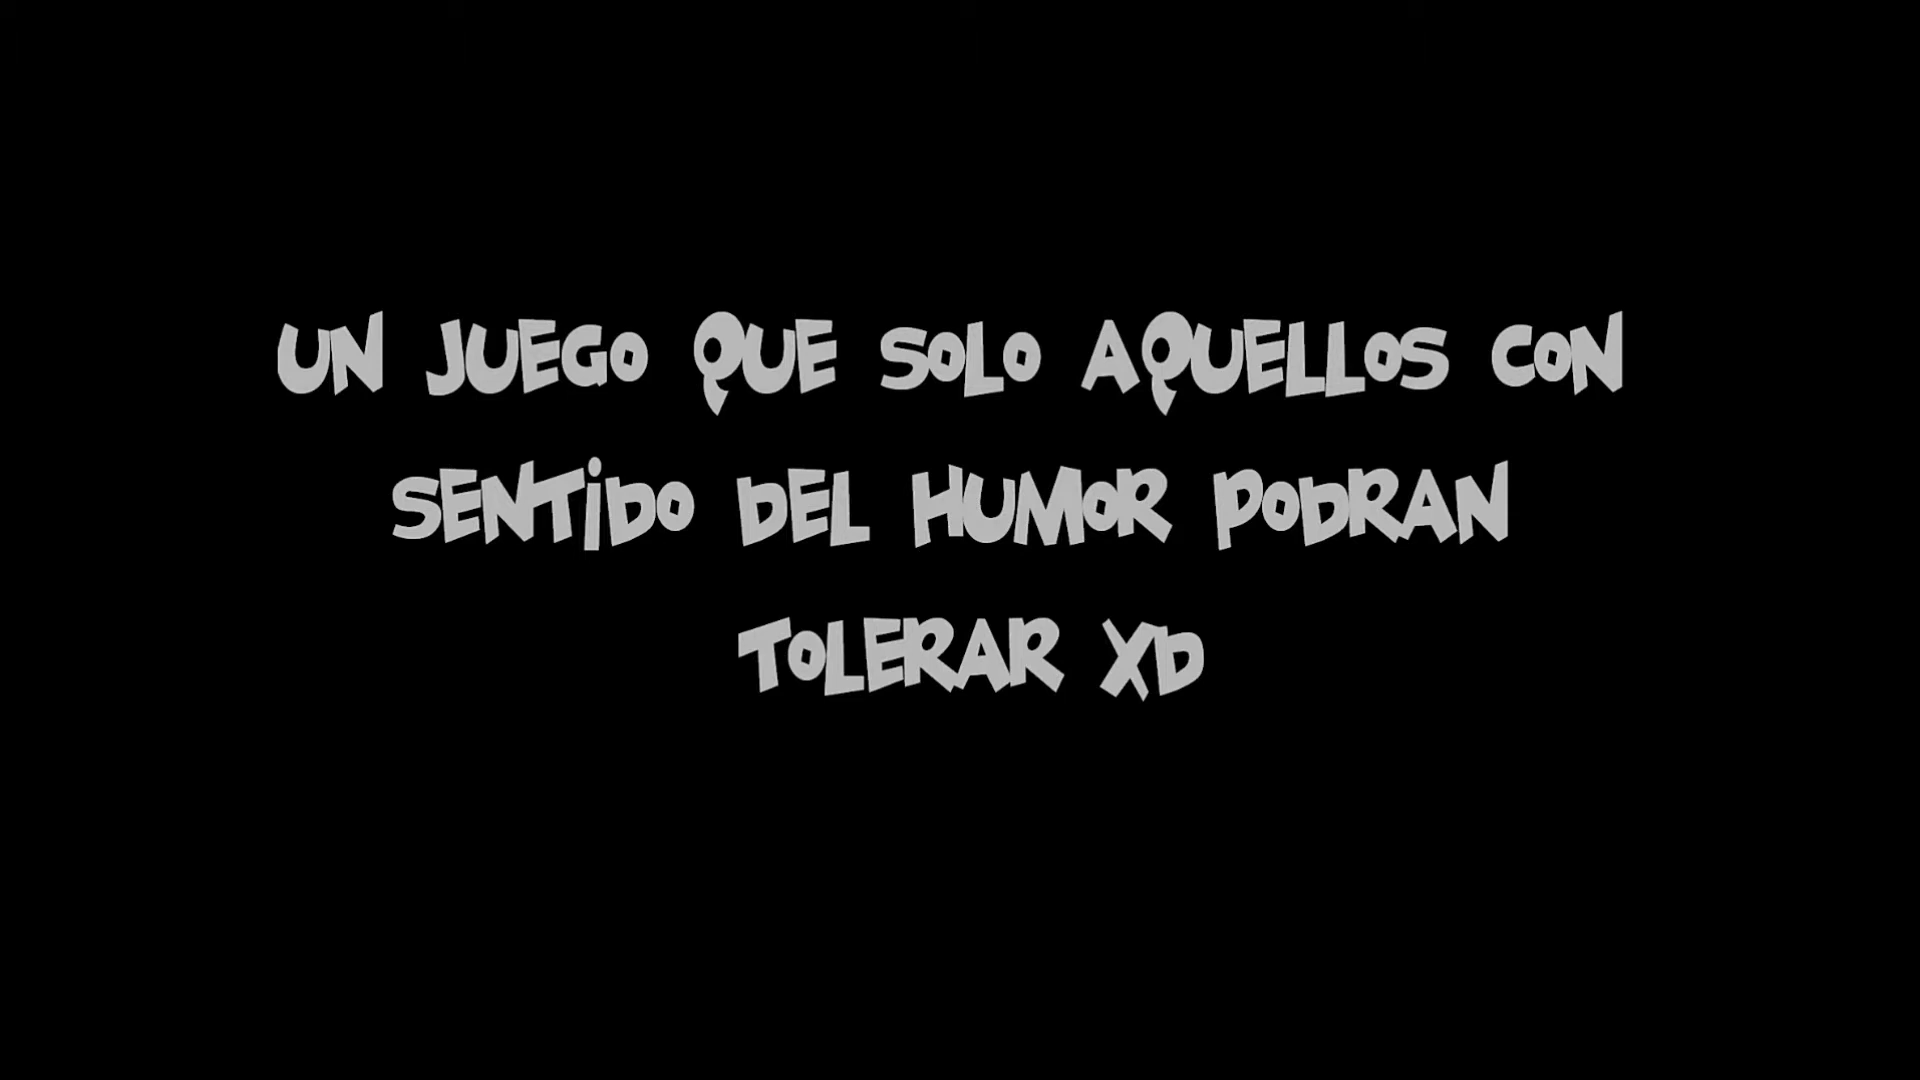 UN JUEGO QUE SOLO AQUELLOS CON
SENTIDO DEL HUMOR PODRAN
TOLERAR XD